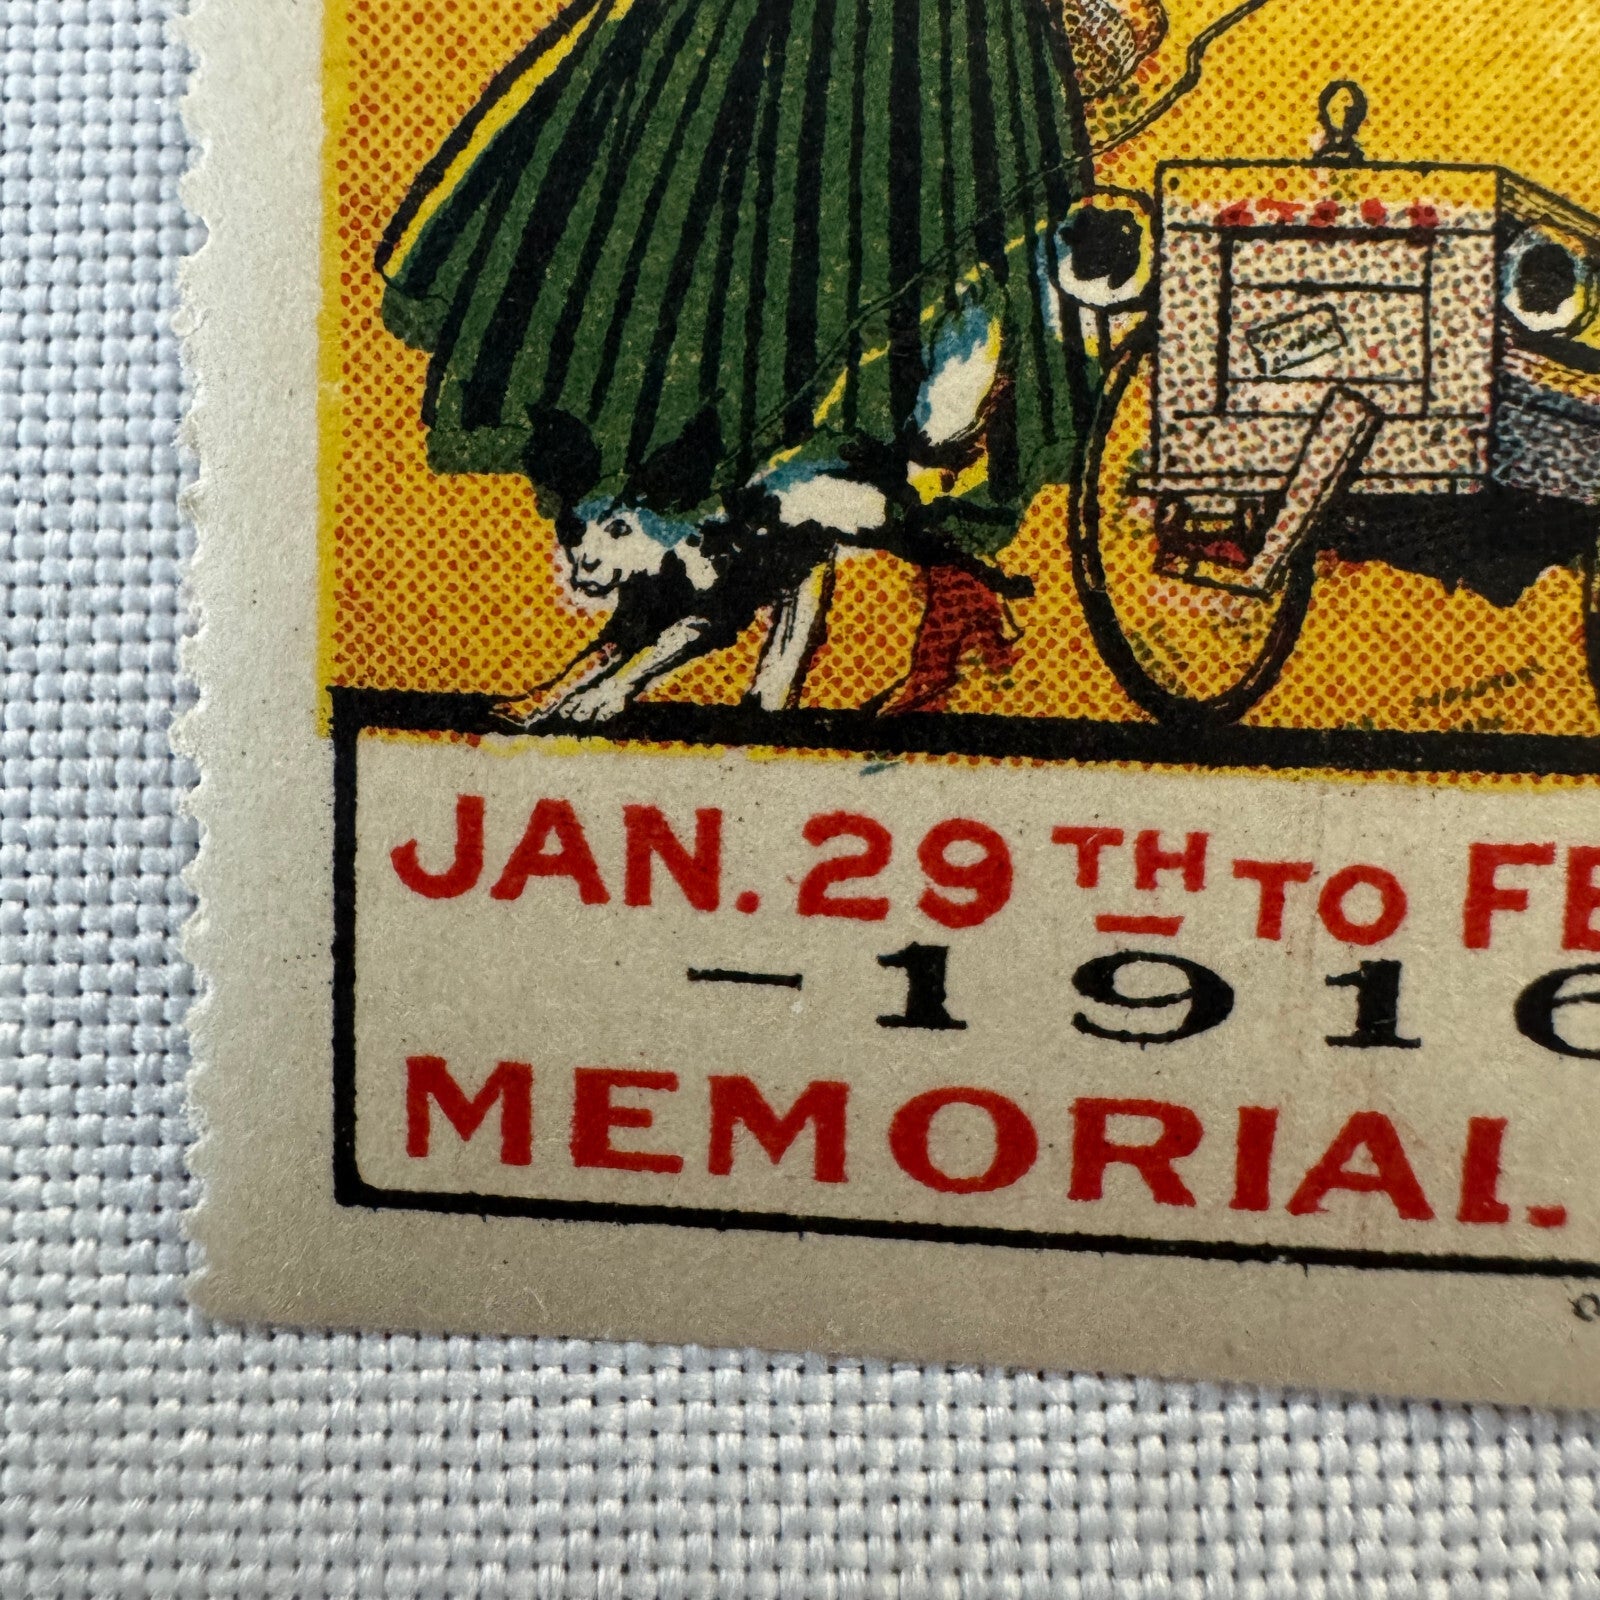 JAN. 29TH TO FE
-1916
MEMORIAL